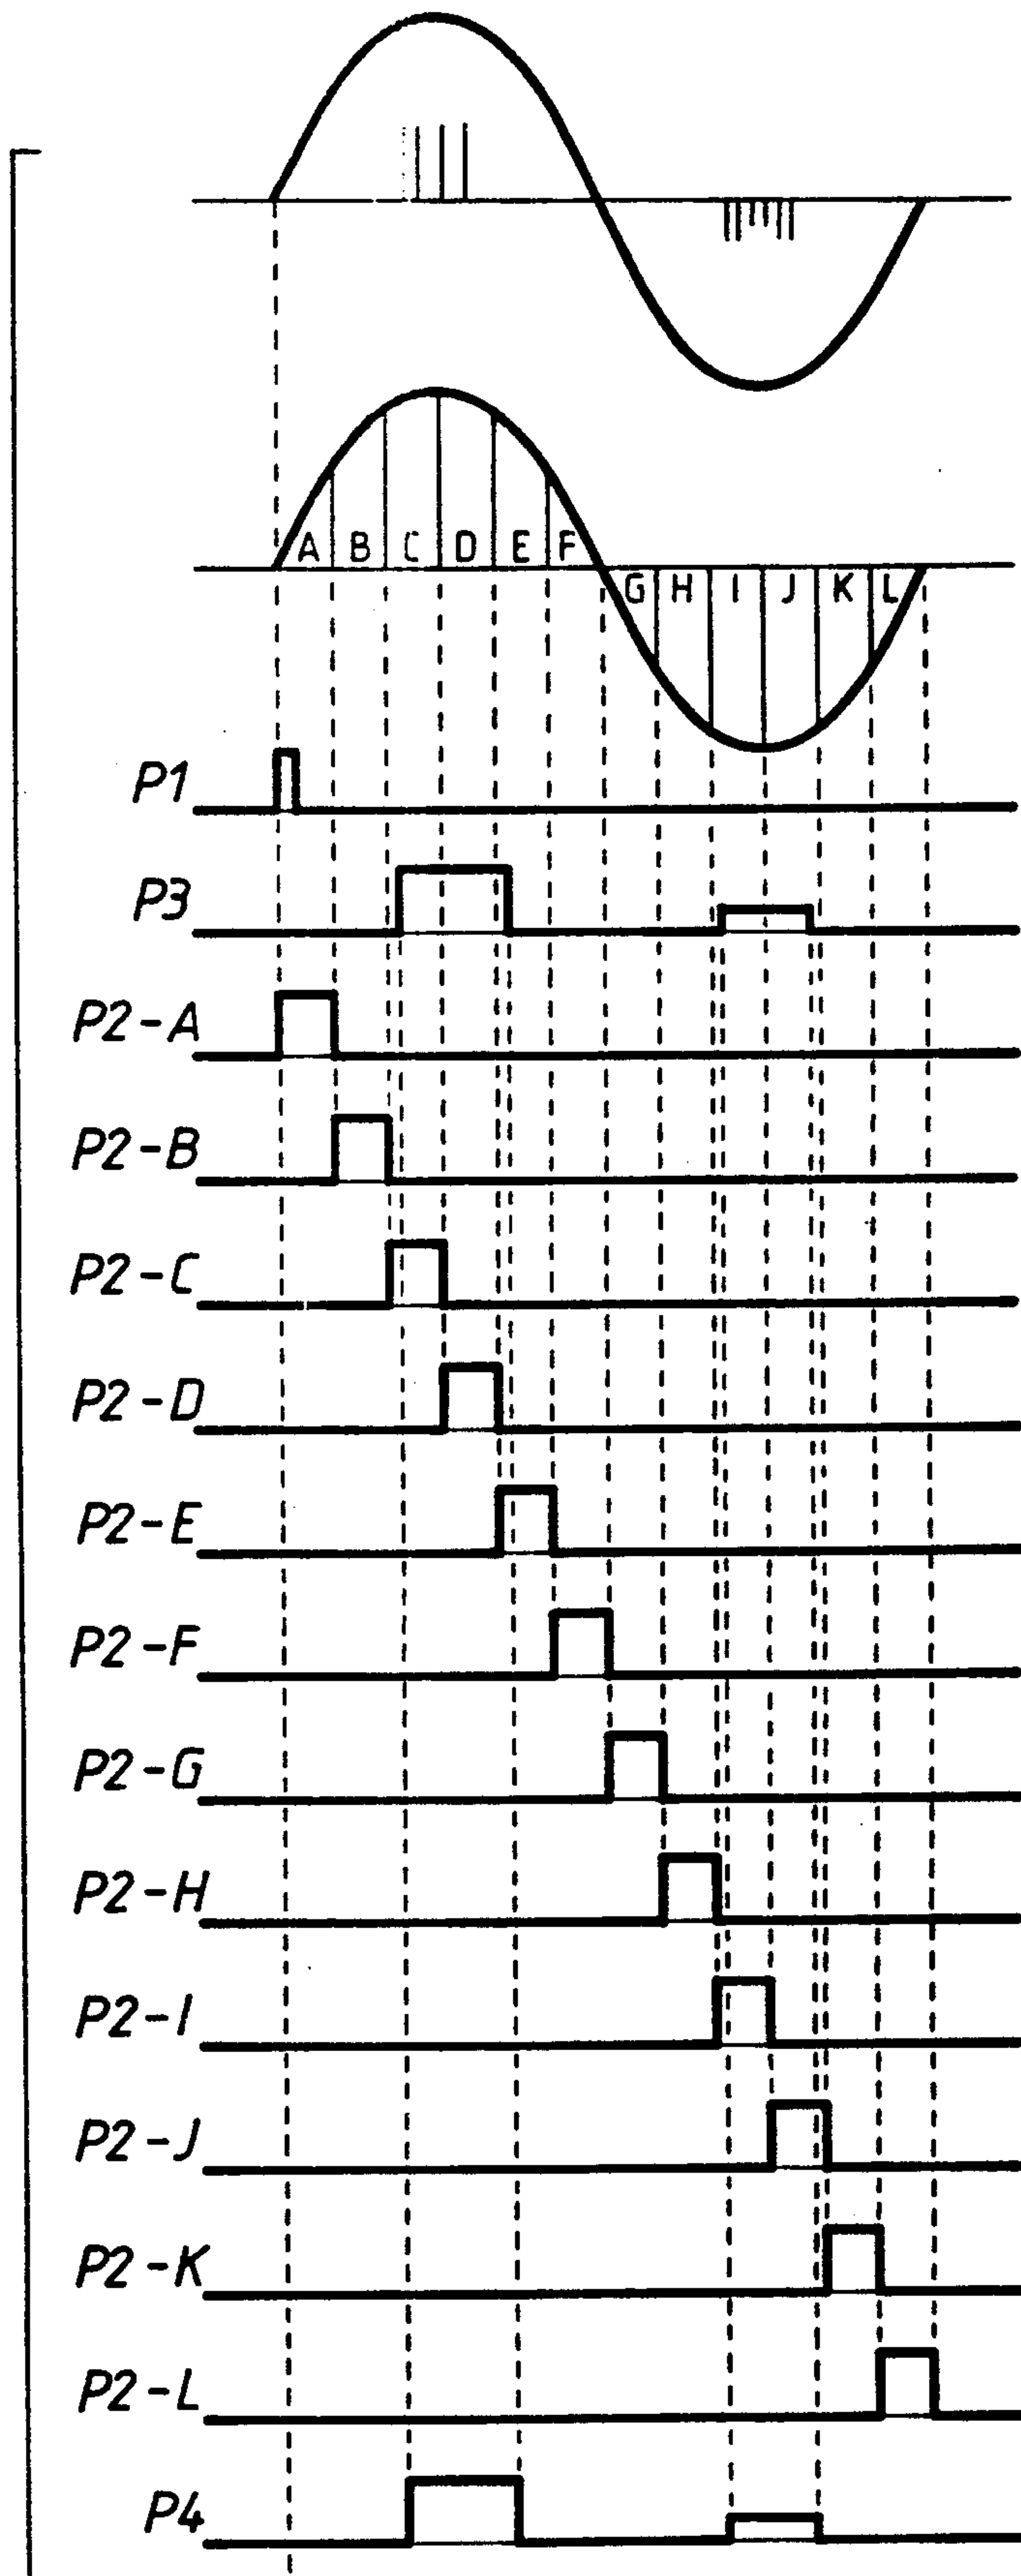 A B C D E F
G H I J K L
P1
P3
P2-A
P2-B
P2-C
P2-D
P2-E
P2-F
P2-G
P2-H
P2-I
P2-J
P2-K
P2-L
P4